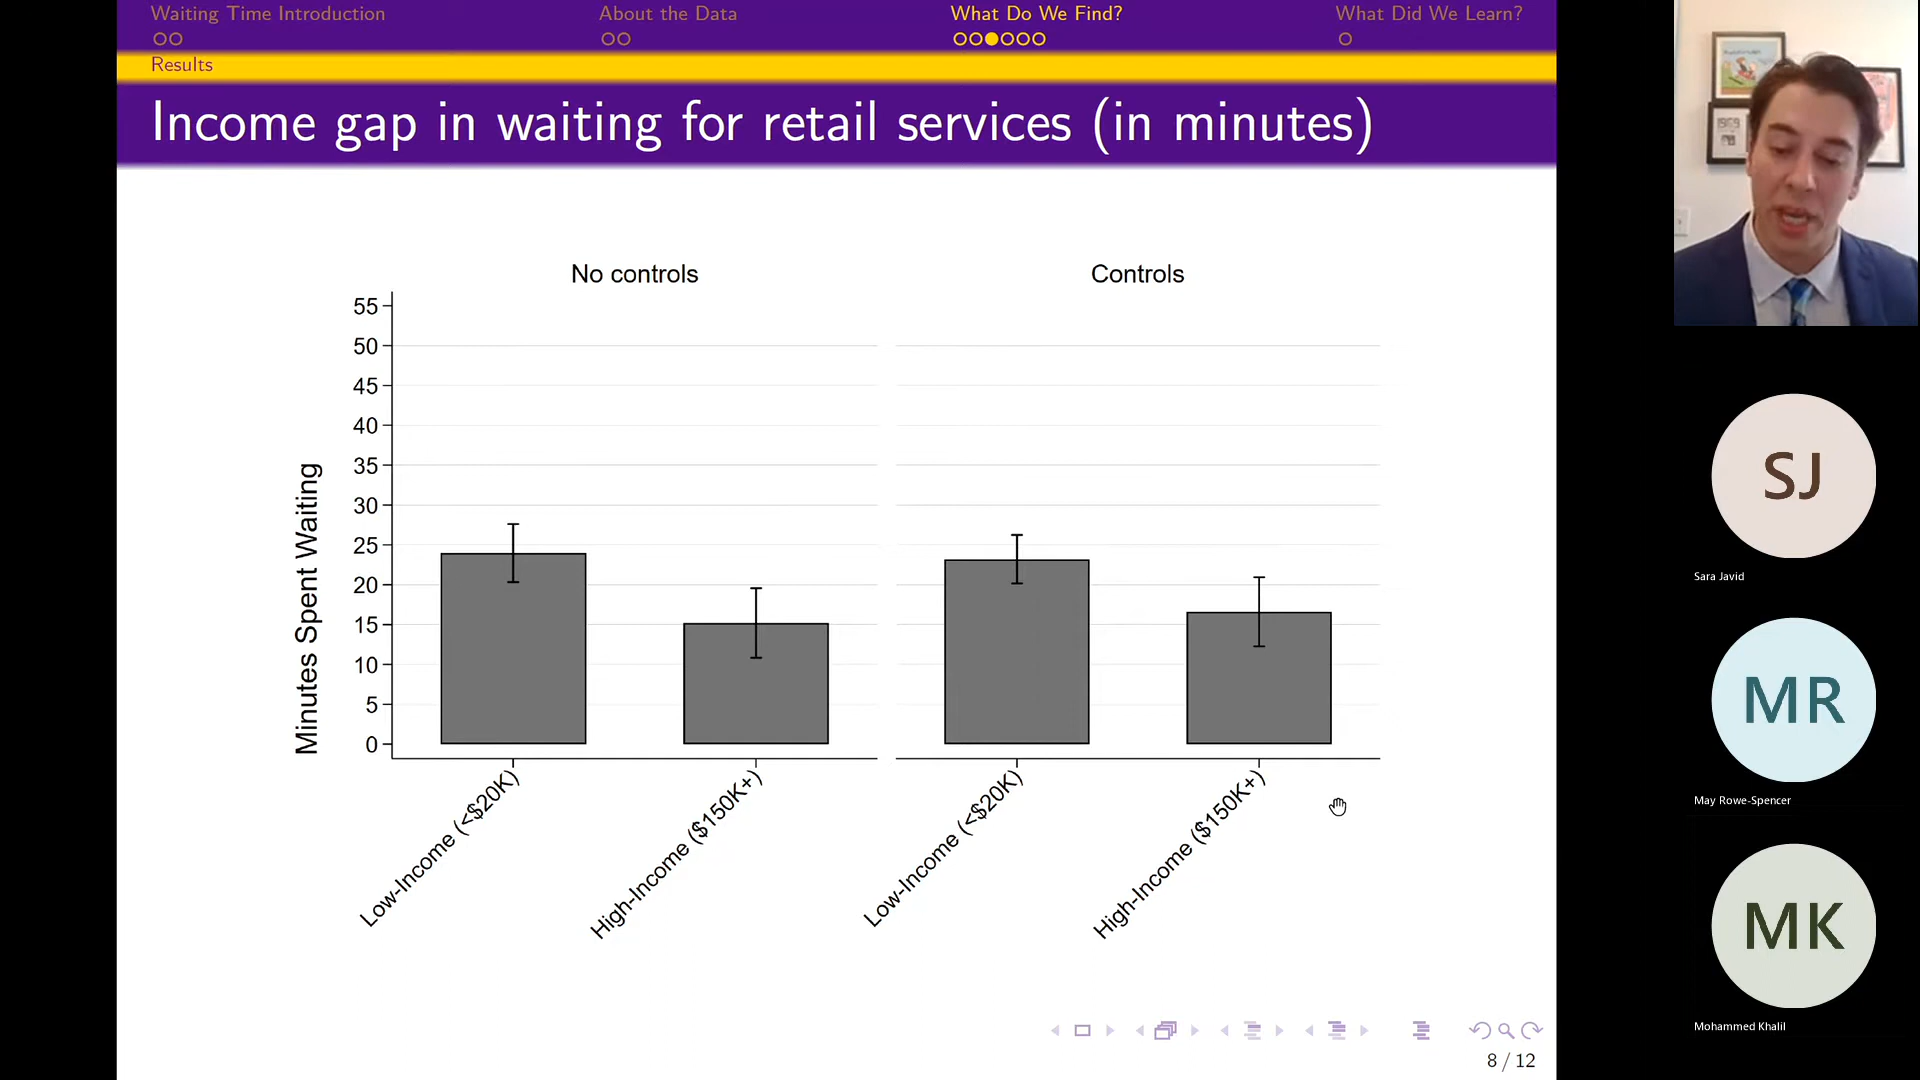 Waiting Time Introduction
About the Data
What Do We Find?
What Did We Learn?
Results
Income gap in waiting for retail services (in minutes)
No controls
Controls
Minutes Spent Waiting
55
50
45
40
35
30
25
20
15
10
5
0
Low-Income (<$20K)
High-Income ($150K+)
Low-Income (<$20K)
High-Income ($150K+)
8 / 12
1969
SJ
Sara Javid
MR
May Rowe-Spencer
MK
Mohammed Khalil